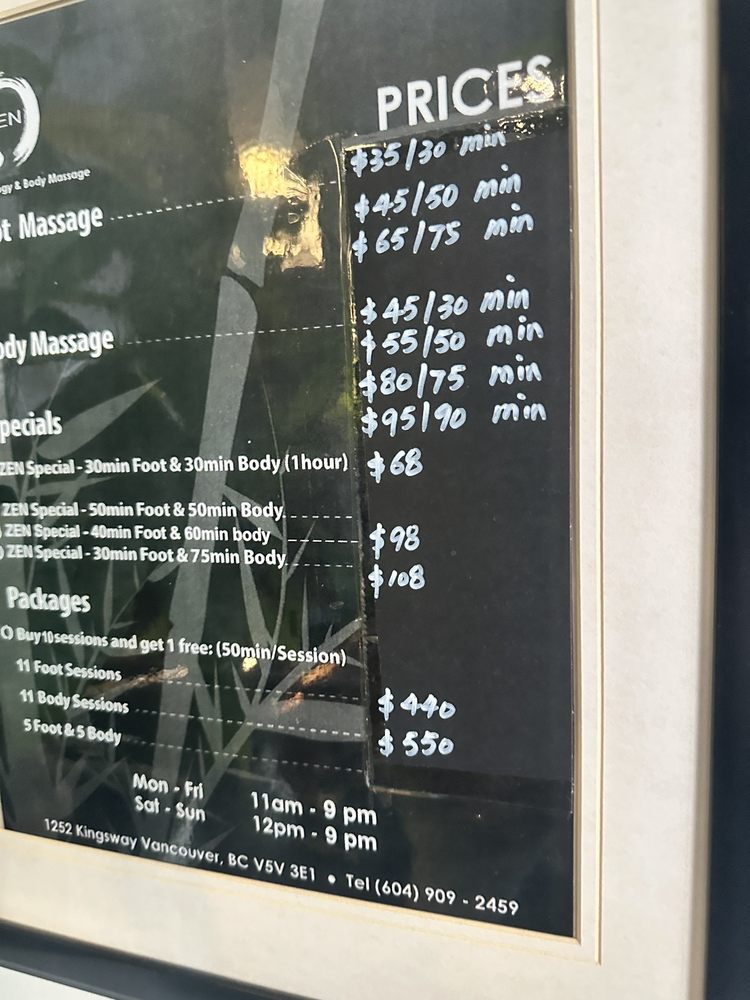 PRICES
EN
gy & Body Massage
$35/30 min
t Massage
$45/50 min
$65/75 min
$45/30 min
ody Massage
$55/50 min
$80/75 min
$95/90 min
pecials
ZEN Special - 30min Foot & 30min Body (1hour) $68
ZEN Special - 50min Foot & 50min Body
ZEN Special - 40min Foot & 60min body $98
ZEN Special - 30min Foot & 75min Body $108
Packages
Buy 10 sessions and get 1 free: (50min/Session)
11 Foot Sessions $440
11 Body Sessions $550
5 Foot & 5 Body
Mon - Fri 11am - 9 pm
Sat - Sun 12pm - 9 pm
1252 Kingsway Vancouver, BC V5V 3E1 • Tel (604) 909 - 2459